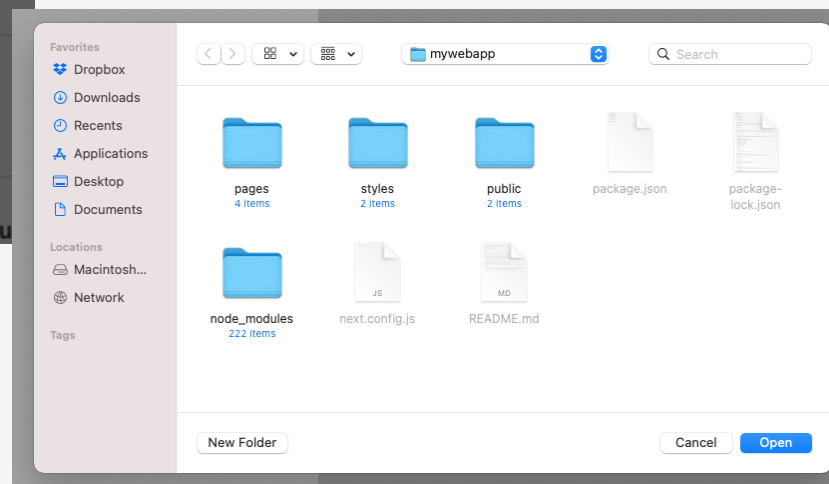 Favorites
Dropbox
Downloads
Recents
Applications
Desktop
Documents
Locations
Macintosh...
Network
Tags
mywebapp
Search
pages
4 items
styles
2 items
public
2 items
package.json
package-
lock.json
node_modules
222 items
JS
next.config.js
MD
README.md
New Folder
Cancel
Open